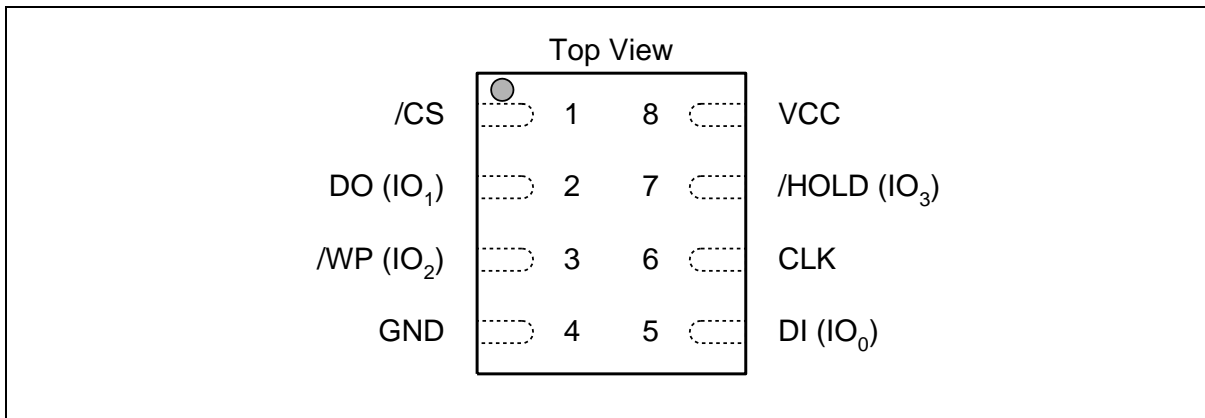 Top View
/CS 1 8 VCC
DO (IO₁) 2 7 /HOLD (IO₃)
/WP (IO₂) 3 6 CLK
GND 4 5 DI (IO₀)